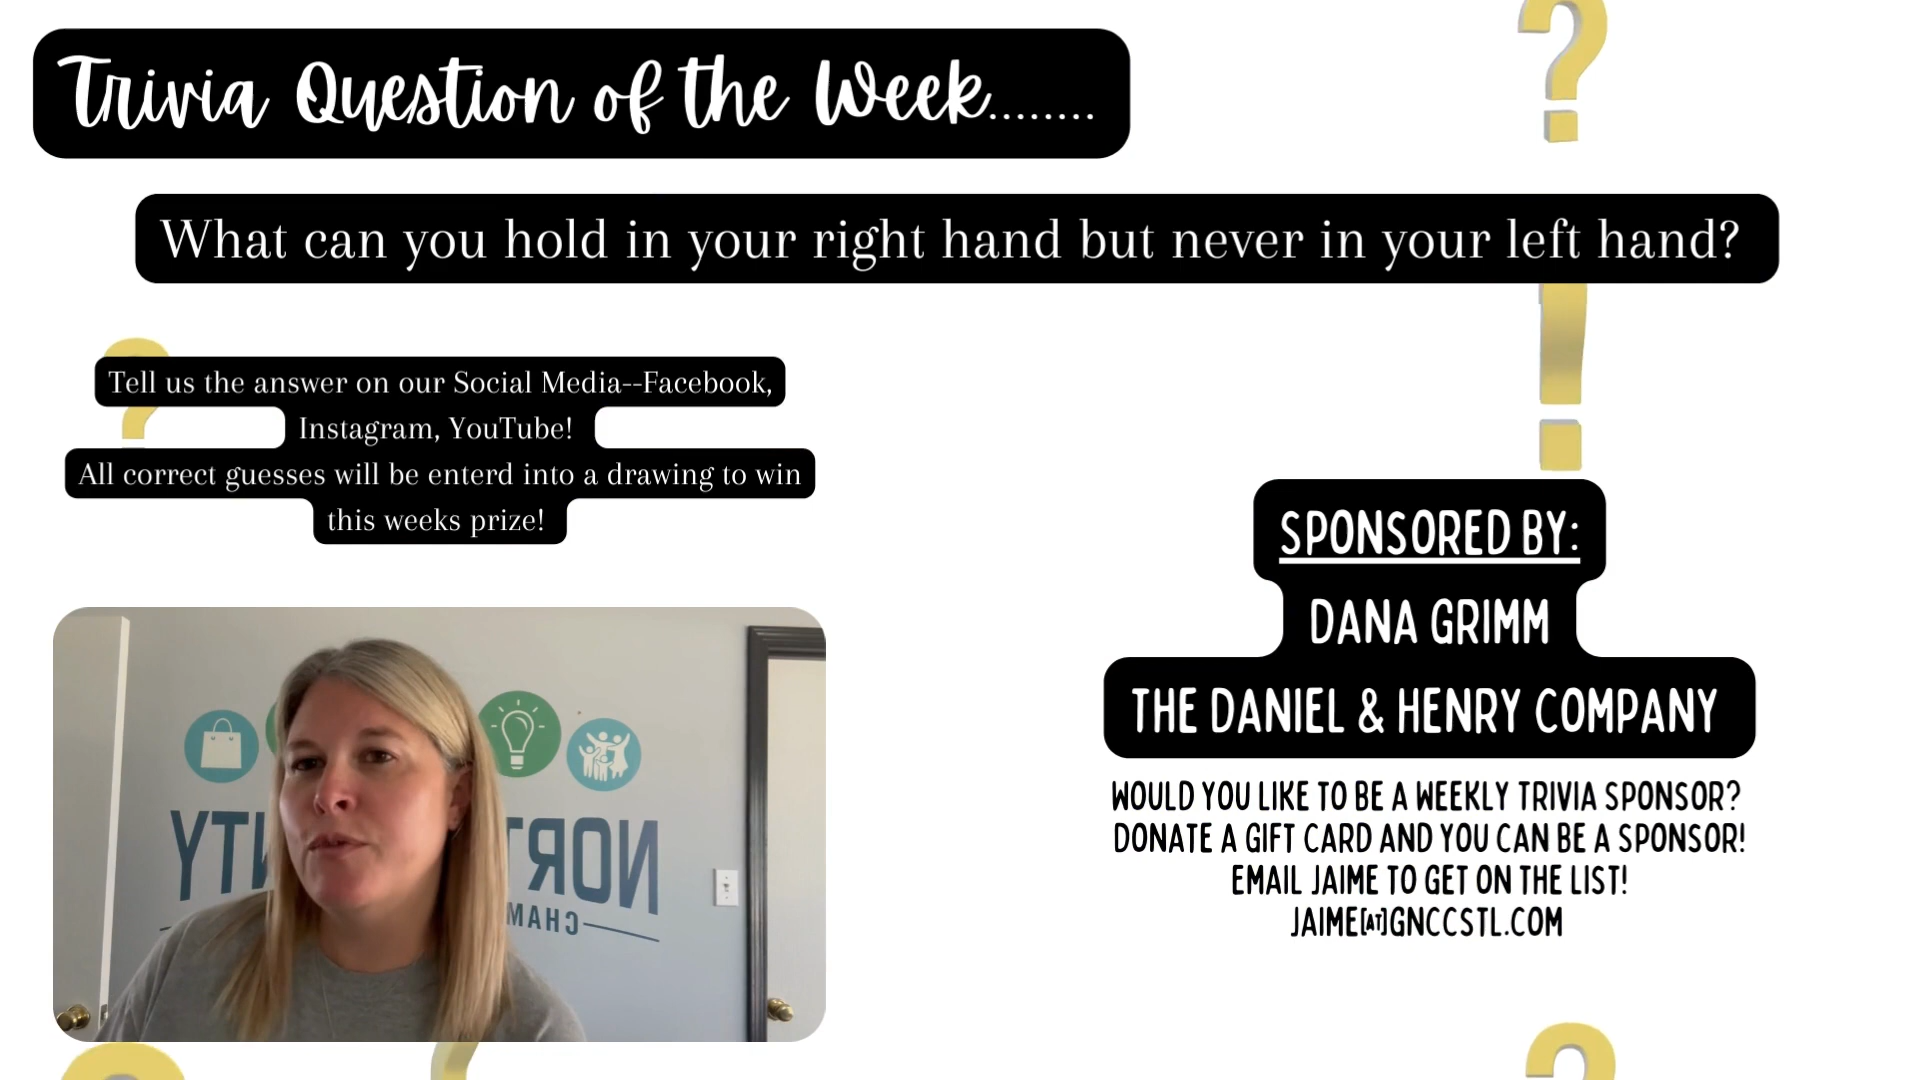 Trivia Question of the Week........
What can you hold in your right hand but never in your left hand?
Tell us the answer on our Social Media--Facebook,
Instagram, YouTube!
All correct guesses will be enterd into a drawing to win
this weeks prize!
SPONSORED BY:
DANA GRIMM
THE DANIEL & HENRY COMPANY
WOULD YOU LIKE TO BE A WEEKLY TRIVIA SPONSOR?
DONATE A GIFT CARD AND YOU CAN BE A SPONSOR!
EMAIL JAIME TO GET ON THE LIST!
JAIME[AT]GNCCSTL.COM